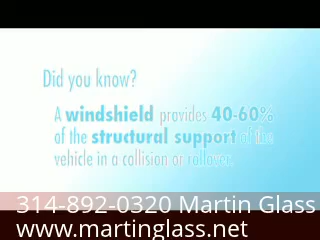 Did you know?
A windshield provides 40-60%
of the structural support of the
vehicle in a collision or rollover.
314-892-0320 Martin Glass
www.martinglass.net